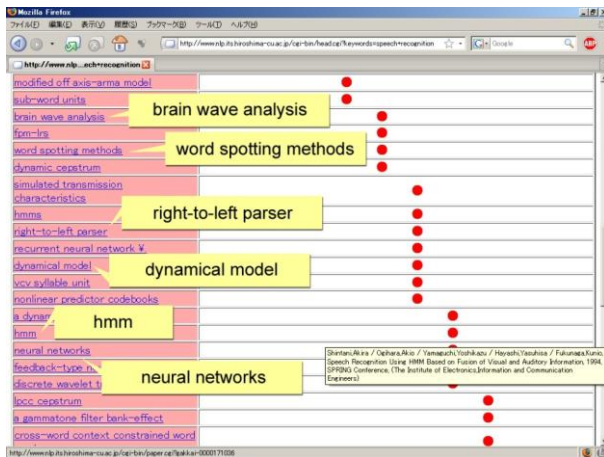 Mozilla Firefox
ファイル(F) 編集(E) 表示(V) 履歴(S) ブックマーク(B) ツール(T) ヘルプ(H)
http://www.nlp.its.hiroshima-cu.ac.jp/cgi-bin/head.cgi?keywords=speech+recognition
Google
ABP
http://www.nlp....ech+recognition
modified off axis-arma model
sub-word units
brain wave analysis
brain wave analysis
fpm-lrs
word spotting methods
word spotting methods
dynamic cepstrum
simulated transmission
characteristics
hmms
right-to-left parser
right-to-left parser
recurrent neural network ¥.
dynamical model
dynamical model
vcv syllable unit
nonlinear predictor codebooks
a dynam
hmm
hmm
neural networks
feedback-type n
neural networks
discrete wavelet t
Shintani,Akira / Ogihara,Akio / Yamaguchi,Yoshikazu / Hayashi,Yasuhisa / Fukunaga,Kunio,
Speech Recognition Using HMM Based on Fusion of Visual and Auditory Information, 1994,
SPRING Conference, (The Institute of Electronics,Information and Communication
Engineers)
lpcc cepstrum
a gammatone filter bank-effect
cross-word context constrained word